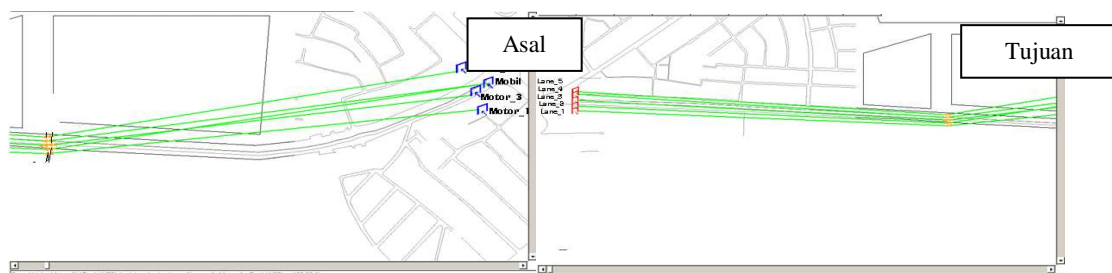 Asal
Mobil
Motor_3
Motor_1
Tujuan
Lane_5
Lane_4
Lane_3
Lane_2
Lane_1